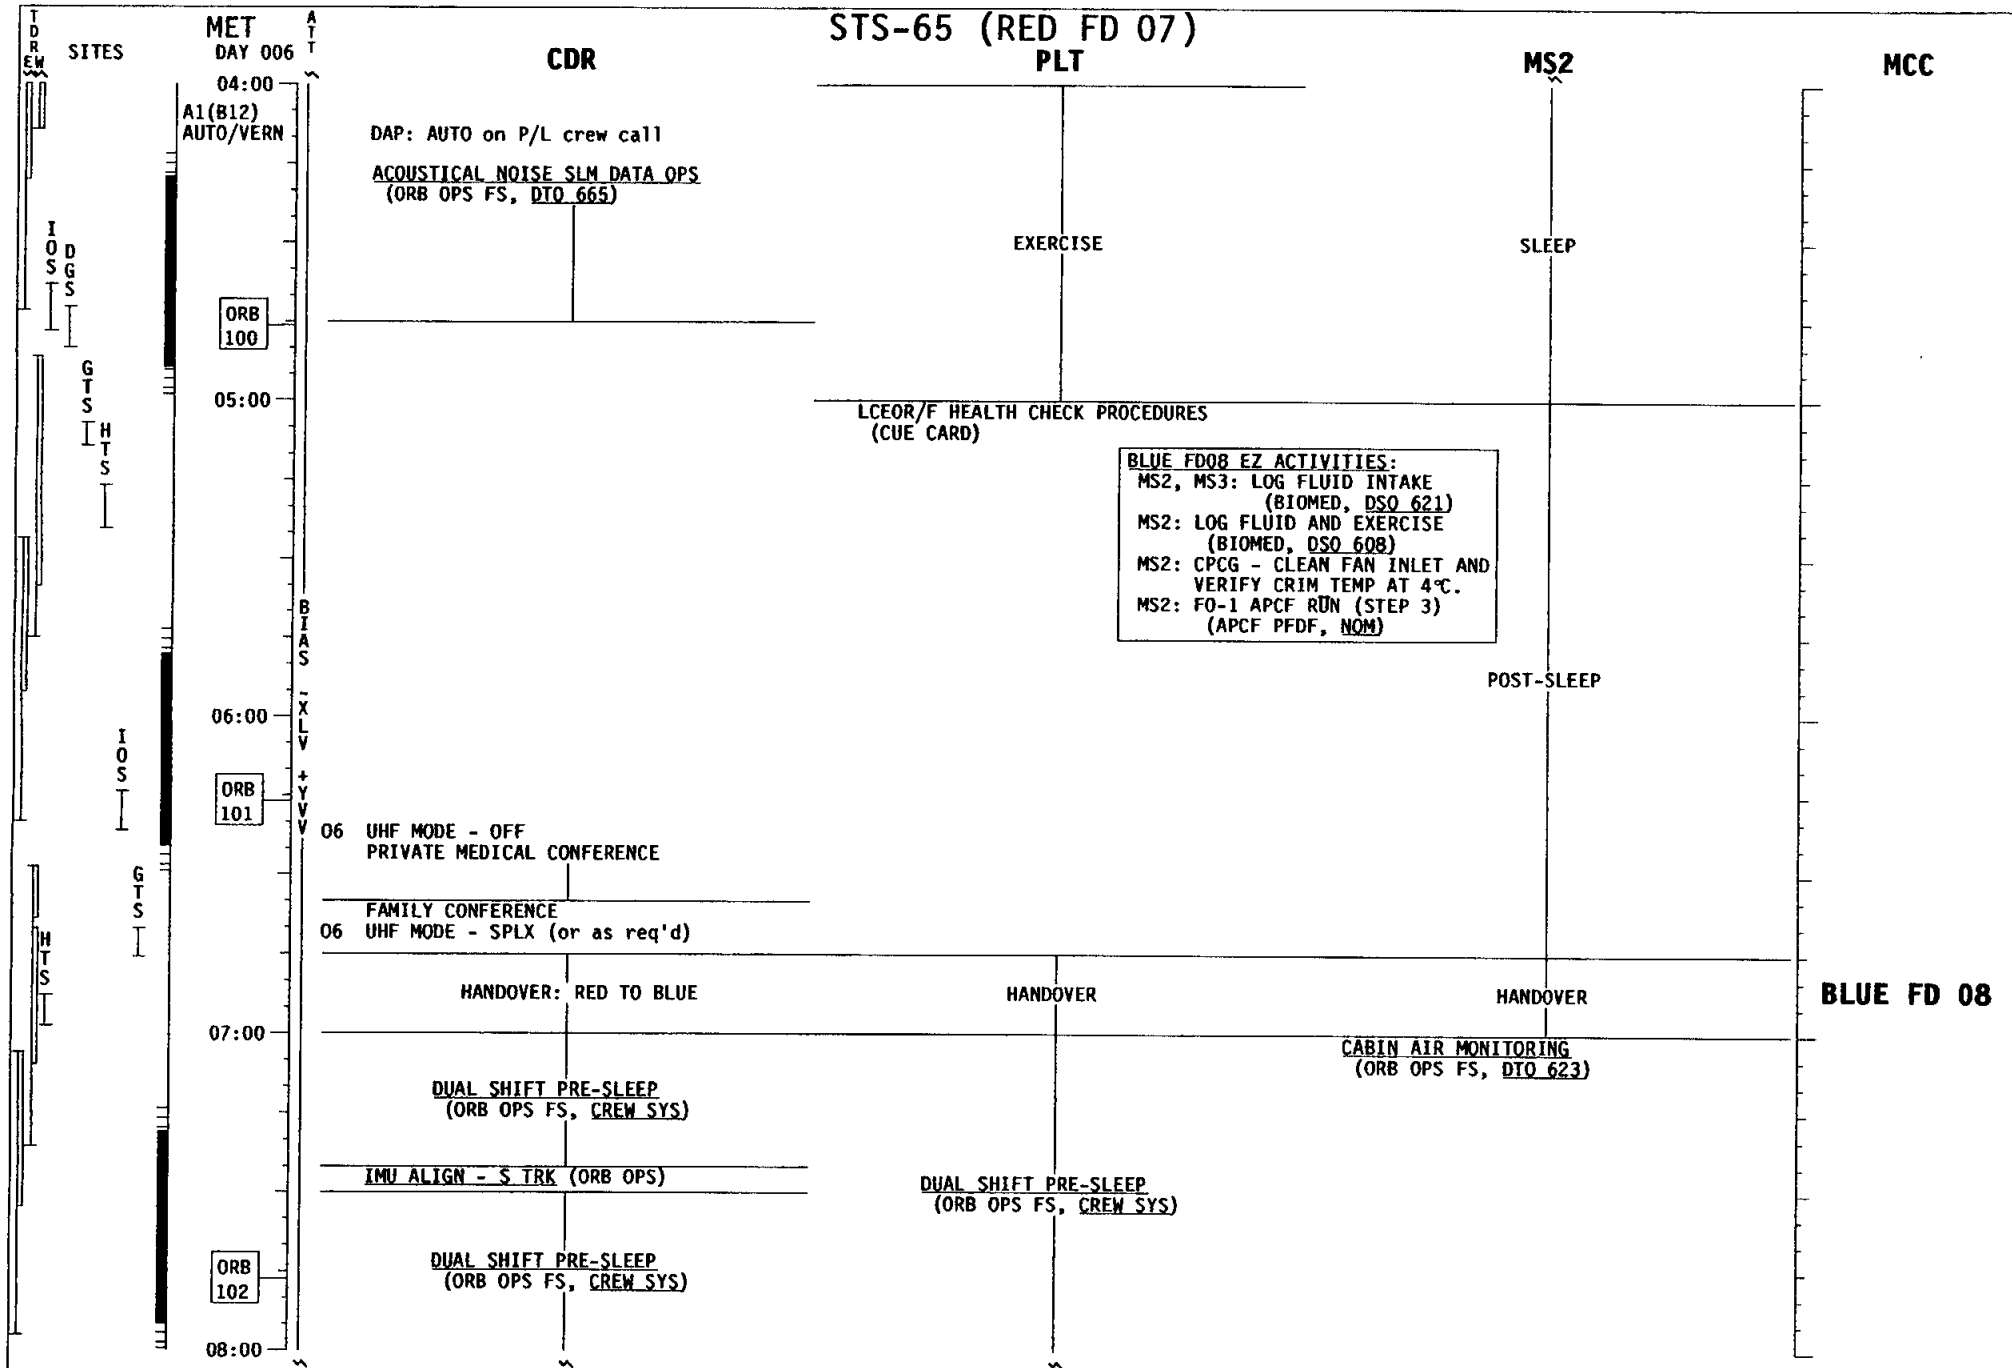 STS-65 (RED FD 07)
TDRE W
SITES
MET
DAY 006
ATT
CDR
PLT
MS2
MCC
04:00
A1(B12)
AUTO/VERN
DAP: AUTO on P/L crew call
ACOUSTICAL NOISE SLM DATA OPS
(ORB OPS FS, DTO 665)
EXERCISE
SLEEP
IOS
DGS
ORB
100
GTS
05:00
LCEOR/F HEALTH CHECK PROCEDURES
(CUE CARD)
HTS
BLUE FD08 EZ ACTIVITIES:
MS2, MS3: LOG FLUID INTAKE
(BIOMED, DSO 621)
MS2: LOG FLUID AND EXERCISE
(BIOMED, DSO 608)
MS2: CPCG - CLEAN FAN INLET AND
VERIFY CRIM TEMP AT 4°C.
MS2: FO-1 APCF RUN (STEP 3)
(APCF PFDF, NOM)
BIAS -XLV +YVV
POST-SLEEP
06:00
IOS
ORB
101
06 UHF MODE - OFF
PRIVATE MEDICAL CONFERENCE
GTS
FAMILY CONFERENCE
06 UHF MODE - SPLX (or as req'd)
HTS
HANDOVER: RED TO BLUE
HANDOVER
HANDOVER
BLUE FD 08
07:00
CABIN AIR MONITORING
(ORB OPS FS, DTO 623)
DUAL SHIFT PRE-SLEEP
(ORB OPS FS, CREW SYS)
IMU ALIGN - S TRK (ORB OPS)
DUAL SHIFT PRE-SLEEP
(ORB OPS FS, CREW SYS)
ORB
102
DUAL SHIFT PRE-SLEEP
(ORB OPS FS, CREW SYS)
08:00